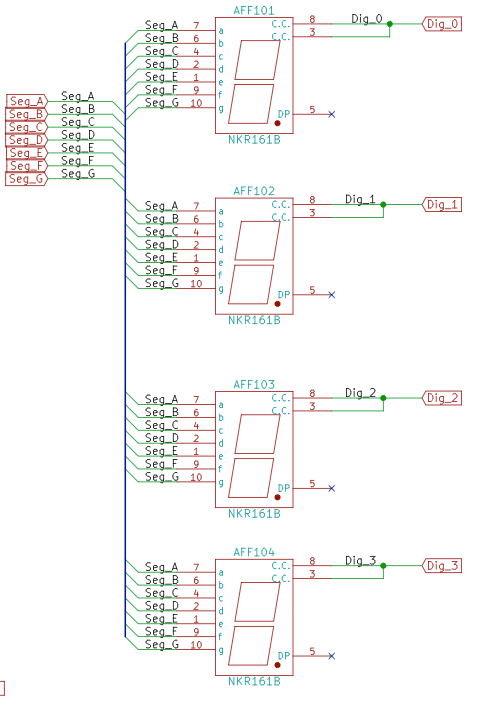 AFF101
Seg_A 7 a C.C. 8 Dig_0 Dig_0
Seg_B 6 b C.C. 3
Seg_C 4 c
Seg_D 2 d
Seg_E 1 e
Seg_F 9 f
Seg_G 10 g DP 5
NKR161B
Seg_A Seg_A
Seg_B Seg_B
Seg_C Seg_C
Seg_D Seg_D
Seg_E Seg_E
Seg_F Seg_F
Seg_G Seg_G
AFF102
Seg_A 7 a C.C. 8 Dig_1 Dig_1
Seg_B 6 b C.C. 3
Seg_C 4 c
Seg_D 2 d
Seg_E 1 e
Seg_F 9 f
Seg_G 10 g DP 5
NKR161B
AFF103
Seg_A 7 a C.C. 8 Dig_2 Dig_2
Seg_B 6 b C.C. 3
Seg_C 4 c
Seg_D 2 d
Seg_E 1 e
Seg_F 9 f
Seg_G 10 g DP 5
NKR161B
AFF104
Seg_A 7 a C.C. 8 Dig_3 Dig_3
Seg_B 6 b C.C. 3
Seg_C 4 c
Seg_D 2 d
Seg_E 1 e
Seg_F 9 f
Seg_G 10 g DP 5
NKR161B